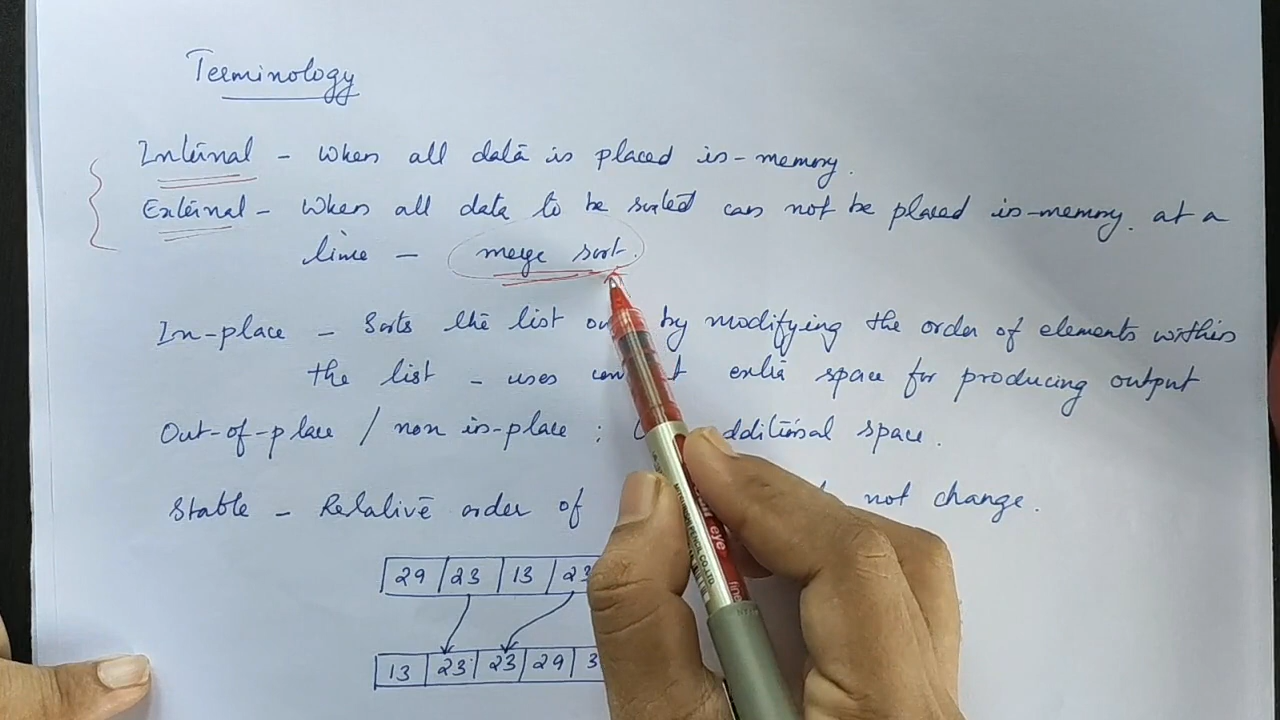 Terminology
Internal - When all data is placed in-memory.
External - When all data to be sorted can not be placed in-memory. at a
time - merge sort.
In-place - Sorts the list by modifying the order of elements within
the list - uses extra space for producing output
Out-of-place / non in-place : additional space.
Stable - Relative order of not change.
29 23 13 23
13 23 23 29 3